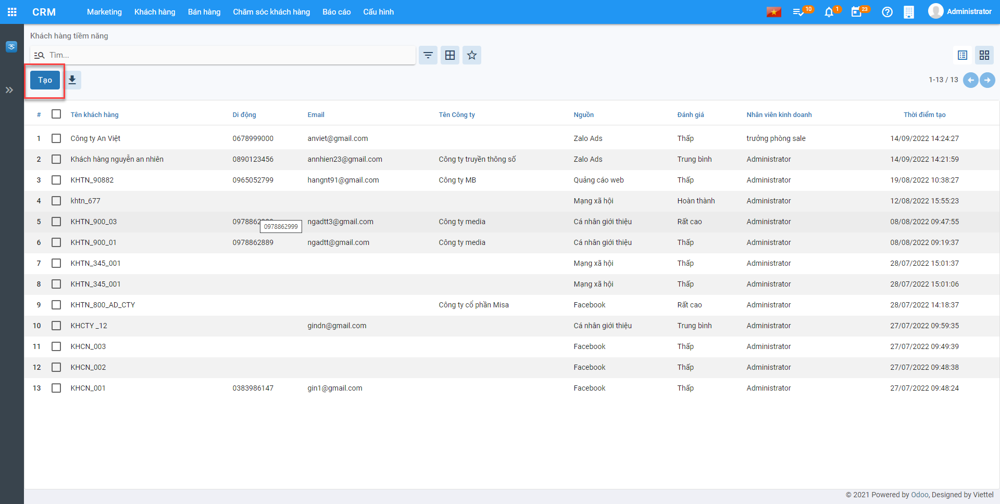 CRM Marketing Khách hàng Bán hàng Chăm sóc khách hàng Báo cáo Cấu hình 10 1 23 Administrator
Khách hàng tiềm năng
Tìm...
Tạo 1-13 / 13
# Tên khách hàng Di động Email Tên Công ty Nguồn Đánh giá Nhân viên kinh doanh Thời điểm tạo
1 Công ty An Việt 0678999000 anviet@gmail.com Zalo Ads Thấp trưởng phòng sale 14/09/2022 14:24:27
2 Khách hàng nguyễn an nhiên 0890123456 annhien23@gmail.com Công ty truyền thông số Zalo Ads Trung bình Administrator 14/09/2022 14:21:59
3 KHTN_90882 0965052799 hangnt91@gmail.com Công ty MB Quảng cáo web Thấp Administrator 19/08/2022 10:38:27
4 khtn_677 Mạng xã hội Hoàn thành Administrator 12/08/2022 15:55:23
5 KHTN_900_03 0978862999 ngadtt3@gmail.com Công ty media Cá nhân giới thiệu Rất cao Administrator 08/08/2022 09:47:55
0978862999
6 KHTN_900_01 0978862889 ngadtt@gmail.com Công ty media Cá nhân giới thiệu Thấp Administrator 08/08/2022 09:19:37
7 KHTN_345_001 Mạng xã hội Thấp Administrator 28/07/2022 15:01:37
8 KHTN_345_001 Mạng xã hội Thấp Administrator 28/07/2022 15:01:06
9 KHTN_800_AD_CTY Công ty cổ phần Misa Facebook Rất cao Administrator 28/07/2022 14:18:37
10 KHCTY _12 gindn@gmail.com Cá nhân giới thiệu Trung bình Administrator 27/07/2022 09:59:35
11 KHCN_003 Facebook Thấp Administrator 27/07/2022 09:49:39
12 KHCN_002 Facebook Thấp Administrator 27/07/2022 09:48:38
13 KHCN_001 0383986147 gin1@gmail.com Facebook Thấp Administrator 27/07/2022 09:48:24
© 2021 Powered by Odoo, Designed by Viettel